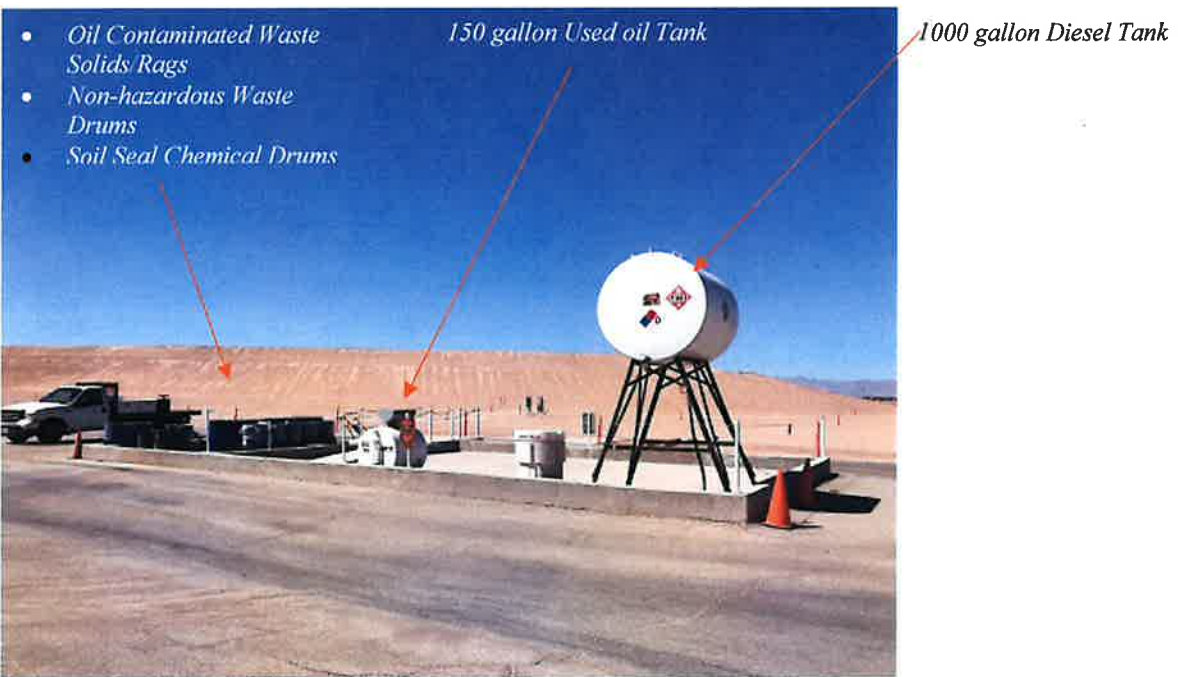 • Oil Contaminated Waste
Solids/Rags
• Non-hazardous Waste
Drums
• Soil Seal Chemical Drums
150 gallon Used oil Tank
1000 gallon Diesel Tank